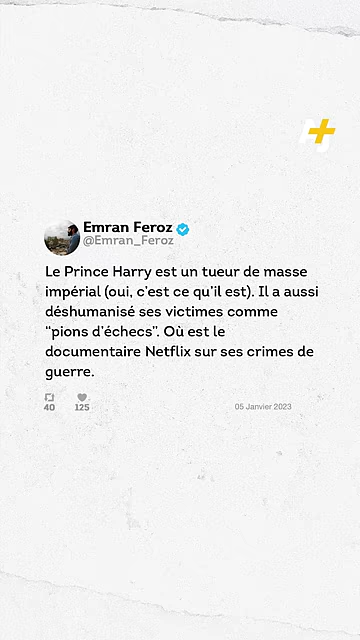 Emran Feroz
@Emran_Feroz
Le Prince Harry est un tueur de masse
impérial (oui, c'est ce qu'il est). Il a aussi
déshumanisé ses victimes comme
“pions d'échecs”. Où est le
documentaire Netflix sur ses crimes de
guerre.
40 125 05 Janvier 2023